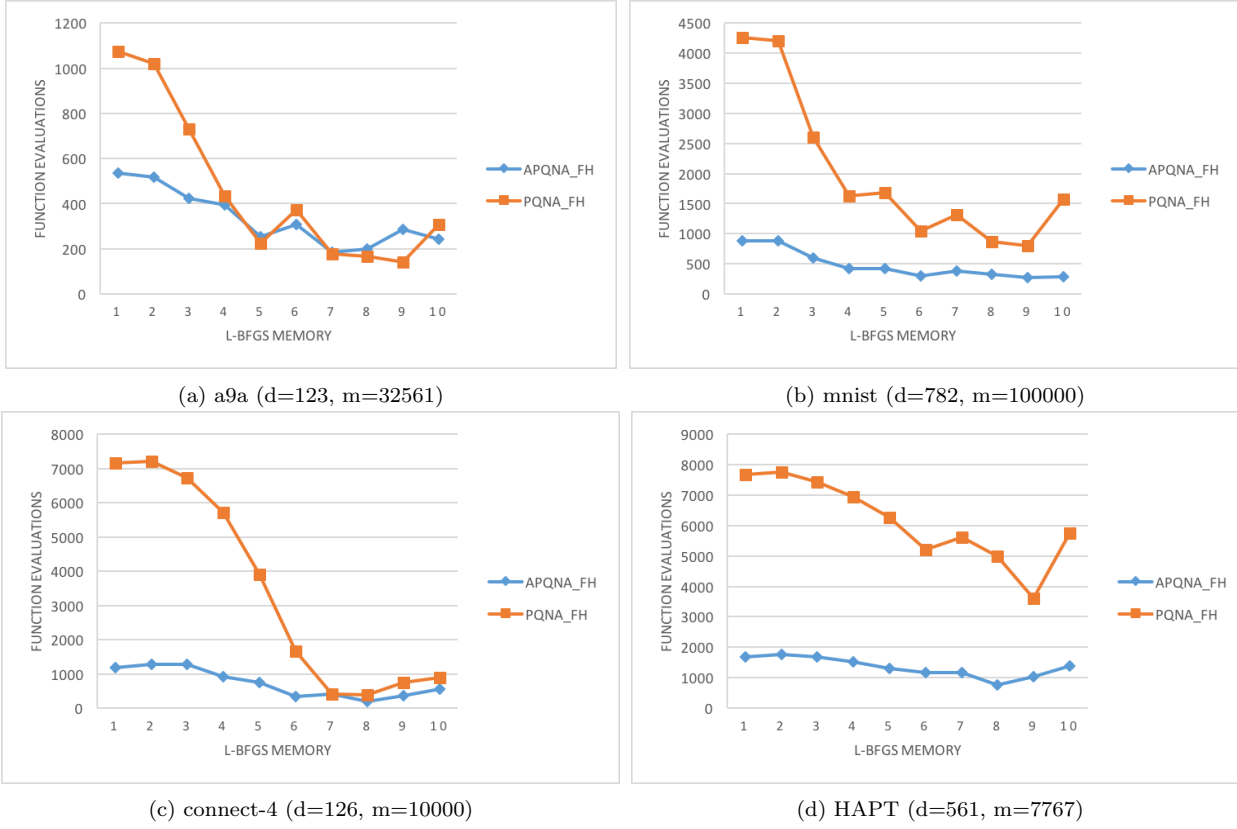 1200
1000
800
600
400
200
0
FUNCTION EVALUATIONS
1 2 3 4 5 6 7 8 9 10
L-BFGS MEMORY
APQNA_FH
PQNA_FH
(a) a9a (d=123, m=32561)
4500
4000
3500
3000
2500
2000
1500
1000
500
0
FUNCTION EVALUATIONS
1 2 3 4 5 6 7 8 9 10
L-BFGS MEMORY
APQNA_FH
PQNA_FH
(b) mnist (d=782, m=100000)
8000
7000
6000
5000
4000
3000
2000
1000
0
FUNCTION EVALUATIONS
1 2 3 4 5 6 7 8 9 10
L-BFGS MEMORY
APQNA_FH
PQNA_FH
(c) connect-4 (d=126, m=10000)
9000
8000
7000
6000
5000
4000
3000
2000
1000
0
FUNCTION EVALUATIONS
1 2 3 4 5 6 7 8 9 10
L-BFGS MEMORY
APQNA_FH
PQNA_FH
(d) HAPT (d=561, m=7767)